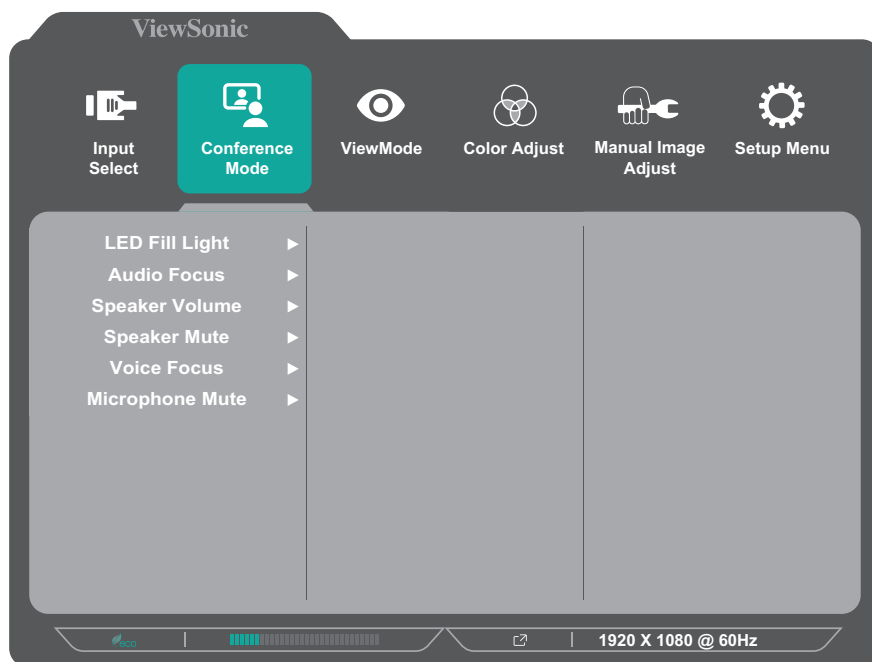 ViewSonic
Input
Select
Conference
Mode
ViewMode
Color Adjust
Manual Image
Adjust
Setup Menu
LED Fill Light
Audio Focus
Speaker Volume
Speaker Mute
Voice Focus
Microphone Mute
eco
1920 X 1080 @ 60Hz